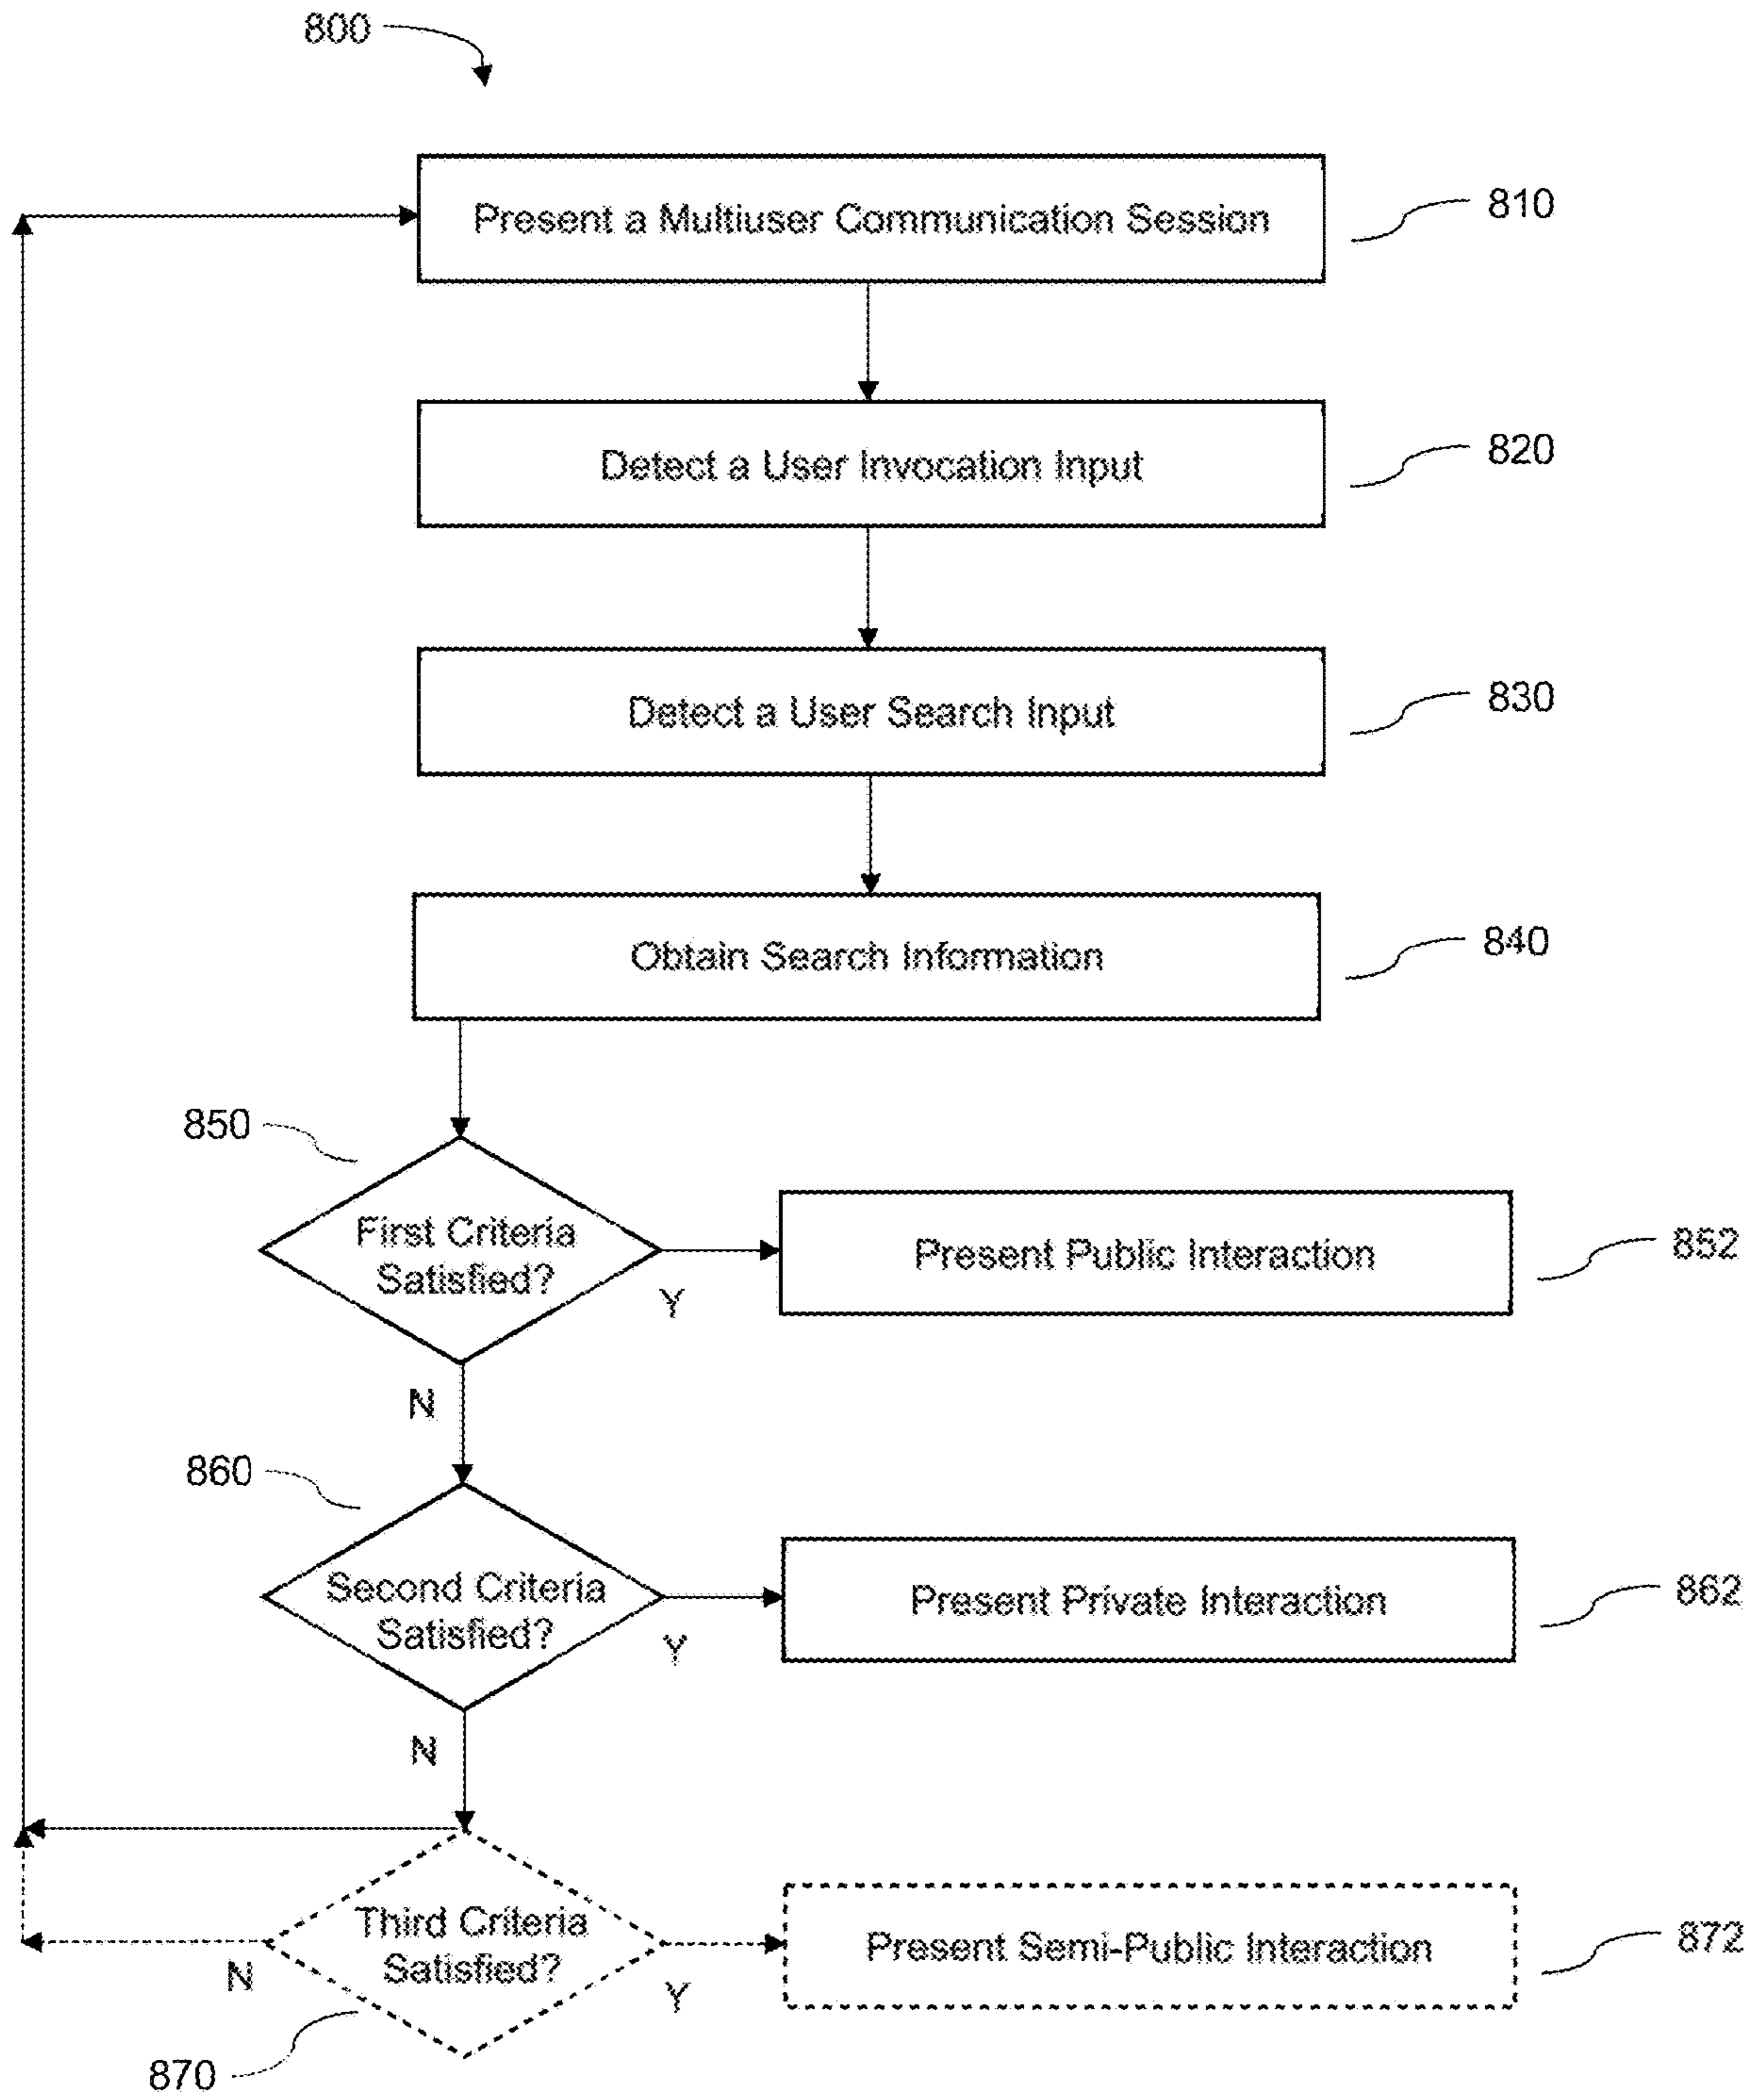 800
Present a Multiuser Communication Session
810
Detect a User Invocation Input
820
Detect a User Search Input
830
Obtain Search Information
840
850
First Criteria
Satisfied?
Y
Present Public Interaction
852
N
860
Second Criteria
Satisfied?
Y
Present Private Interaction
862
N
Third Criteria
Satisfied?
N
Y
Present Semi-Public Interaction
872
870